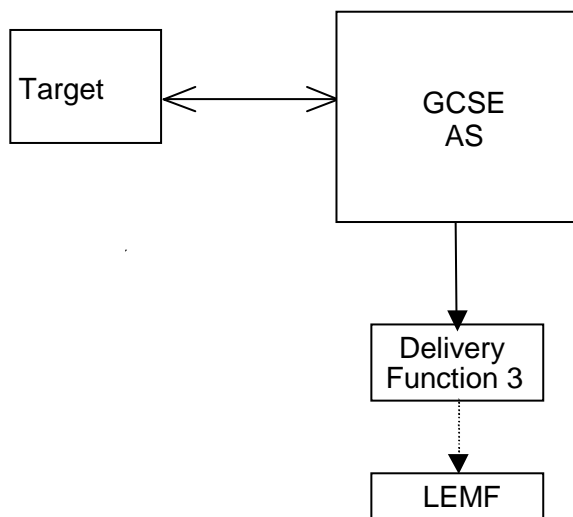 Target
GCSE
AS
Delivery
Function 3
LEMF